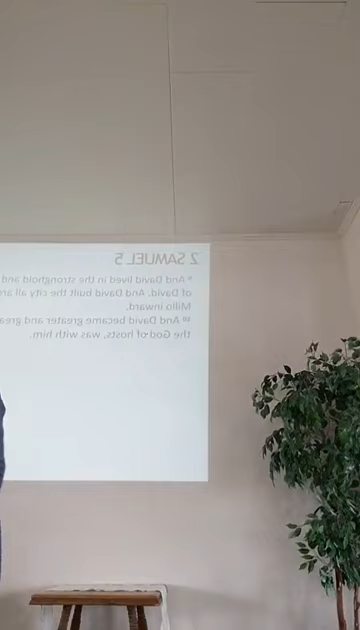 2 SAMUEL 5
9 And David lived in the stronghold and
of David. And David built the city all
Millo inward.
10 And David became greater and
the God of hosts, was with him.